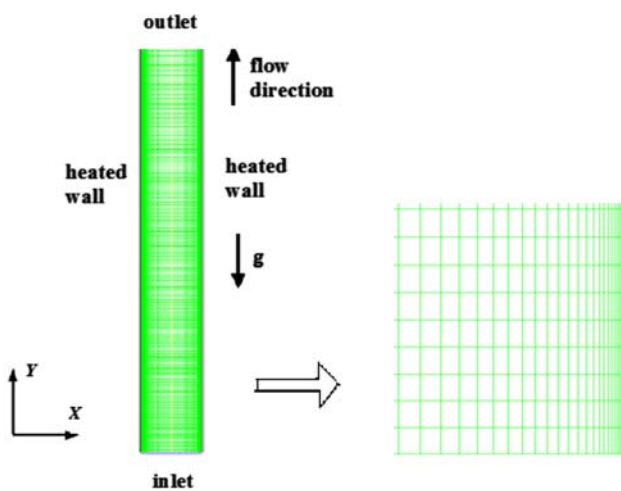 outlet
flow
direction
heated
wall
heated
wall
g
Y
X
inlet